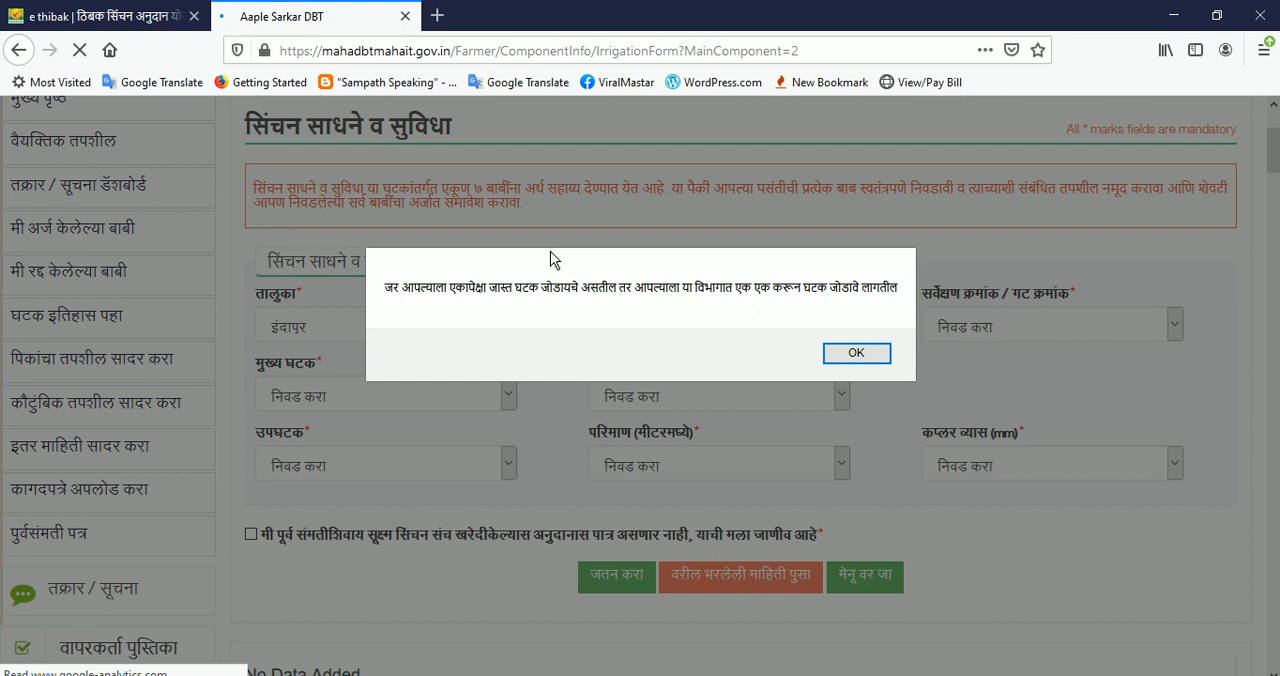 e thibak | ठिबक सिंचन अनुदान यो
Aaple Sarkar DBT
https://mahadbtmahait.gov.in/Farmer/ComponentInfo/IrrigationForm?MainComponent=2
Most Visited Google Translate Getting Started "Sampath Speaking" - ... Google Translate ViralMastar WordPress.com New Bookmark View/Pay Bill
मुख्य पृष्ठ
वैयक्तिक तपशील
तक्रार / सूचना डॅशबोर्ड
मी अर्ज केलेल्या बाबी
मी रद्द केलेल्या बाबी
घटक इतिहास पहा
पिकांचा तपशील सादर करा
कौटुंबिक तपशील सादर करा
इतर माहिती सादर करा
कागदपत्रे अपलोड करा
पुर्वसंमती पत्र
तक्रार / सूचना
वापरकर्ता पुस्तिका
सिंचन साधने व सुविधा
All * marks fields are mandatory
सिंचन साधने व सुविधा या घटकांतर्गत एकूण ७ बाबींना अर्थ सहाय्य देण्यात येत आहे. या पैकी आपल्या पसंतीची प्रत्येक बाब स्वतंत्रपणे निवडावी व त्याच्याशी संबंधित तपशील नमूद करावा आणि शेवटी
आपण निवडलेल्या सर्व बाबींचा अर्जात समावेश करावा.
सिंचन साधने व
तालुका*
सर्वेक्षण क्रमांक / गट क्रमांक*
इंदापूर
निवड करा
जर आपल्याला एकापेक्षा जास्त घटक जोडायचे असतील तर आपल्याला या विभागात एक एक करून घटक जोडावे लागतील
OK
मुख्य घटक*
निवड करा
निवड करा
उपघटक*
परिमाण (मीटरमध्ये)*
कप्लर व्यास (mm)*
निवड करा
निवड करा
निवड करा
मी पूर्व संमतीशिवाय सूक्ष्म सिंचन संच खरेदीकेल्यास अनुदानास पात्र असणार नाही, याची मला जाणीव आहे*
जतन करा
वरील भरलेली माहिती पुसा
मेनू वर जा
No Data Added
Read www.google-analytics.com